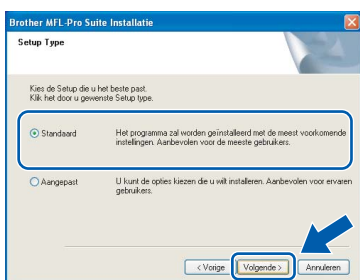 Brother MFL-Pro Suite Installatie
Setup Type
Kies de Setup die u het beste past.
Klik het door u gewenste Setup type.
Standaard
Het programma zal worden geïnstalleerd met de meest voorkomende
instellingen. Aanbevolen voor de meeste gebruikers.
Aangepast
U kunt de opties kiezen die u wilt installeren. Aanbevolen voor ervaren
gebruikers.
< Vorige
Volgende >
Annuleren